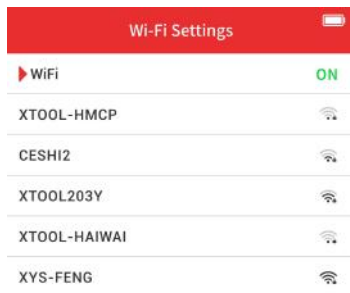 Wi-Fi Settings
WiFi ON
XTOOL-HMCP
CESHI2
XTOOL203Y
XTOOL-HAIWAI
XYS-FENG